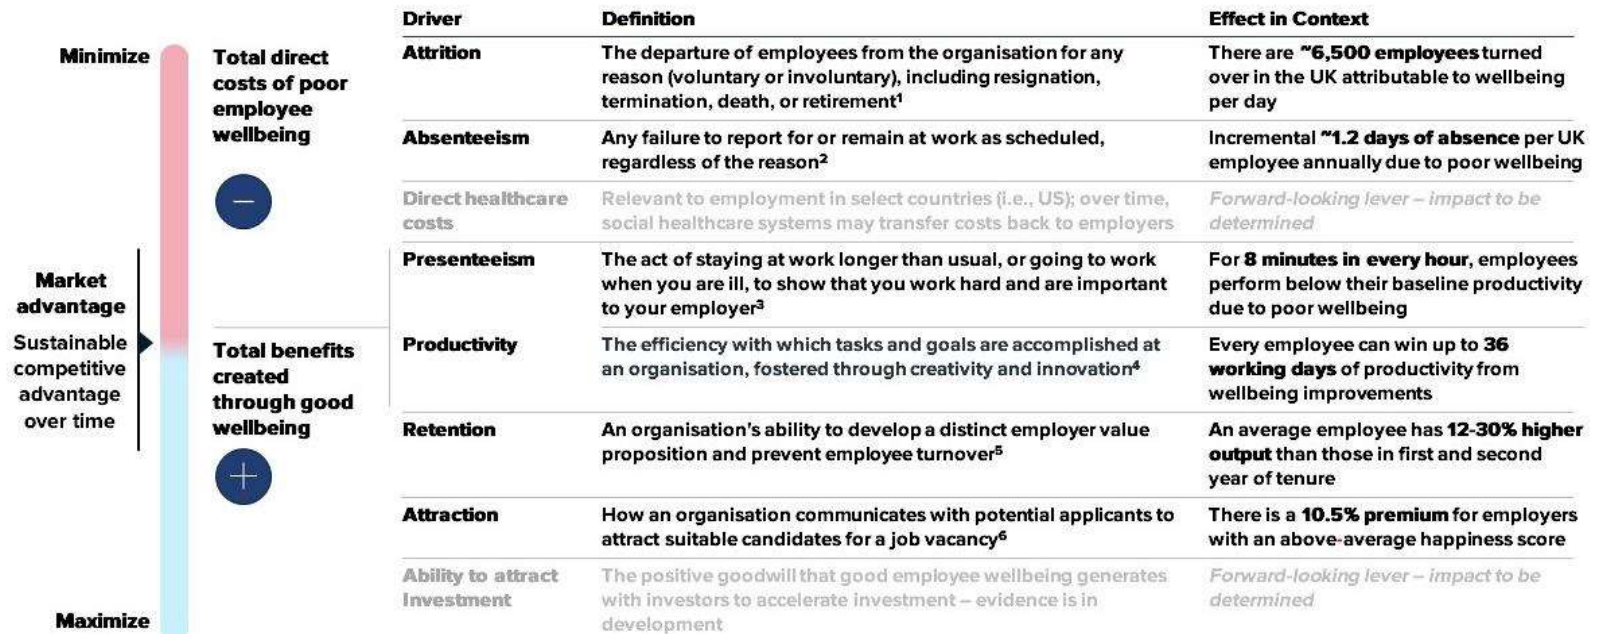 Driver
Definition
Effect in Context
Minimize
Total direct
costs of poor
employee
wellbeing
−
Market
advantage
Sustainable
competitive
advantage
over time
Total benefits
created
through good
wellbeing
+
Maximize
Attrition
The departure of employees from the organisation for any
reason (voluntary or involuntary), including resignation,
termination, death, or retirement¹
There are ~6,500 employees turned
over in the UK attributable to wellbeing
per day
Absenteeism
Any failure to report for or remain at work as scheduled,
regardless of the reason²
Incremental ~1.2 days of absence per UK
employee annually due to poor wellbeing
Direct healthcare
costs
Relevant to employment in select countries (i.e., US); over time,
social healthcare systems may transfer costs back to employers
Forward-looking lever – impact to be
determined
Presenteeism
The act of staying at work longer than usual, or going to work
when you are ill, to show that you work hard and are important
to your employer³
For 8 minutes in every hour, employees
perform below their baseline productivity
due to poor wellbeing
Productivity
The efficiency with which tasks and goals are accomplished at
an organisation, fostered through creativity and innovation⁴
Every employee can win up to 36
working days of productivity from
wellbeing improvements
Retention
An organisation's ability to develop a distinct employer value
proposition and prevent employee turnover⁵
An average employee has 12-30% higher
output than those in first and second
year of tenure
Attraction
How an organisation communicates with potential applicants to
attract suitable candidates for a job vacancy⁶
There is a 10.5% premium for employers
with an above-average happiness score
Ability to attract
Investment
The positive goodwill that good employee wellbeing generates
with investors to accelerate investment – evidence is in
development
Forward-looking lever – impact to be
determined